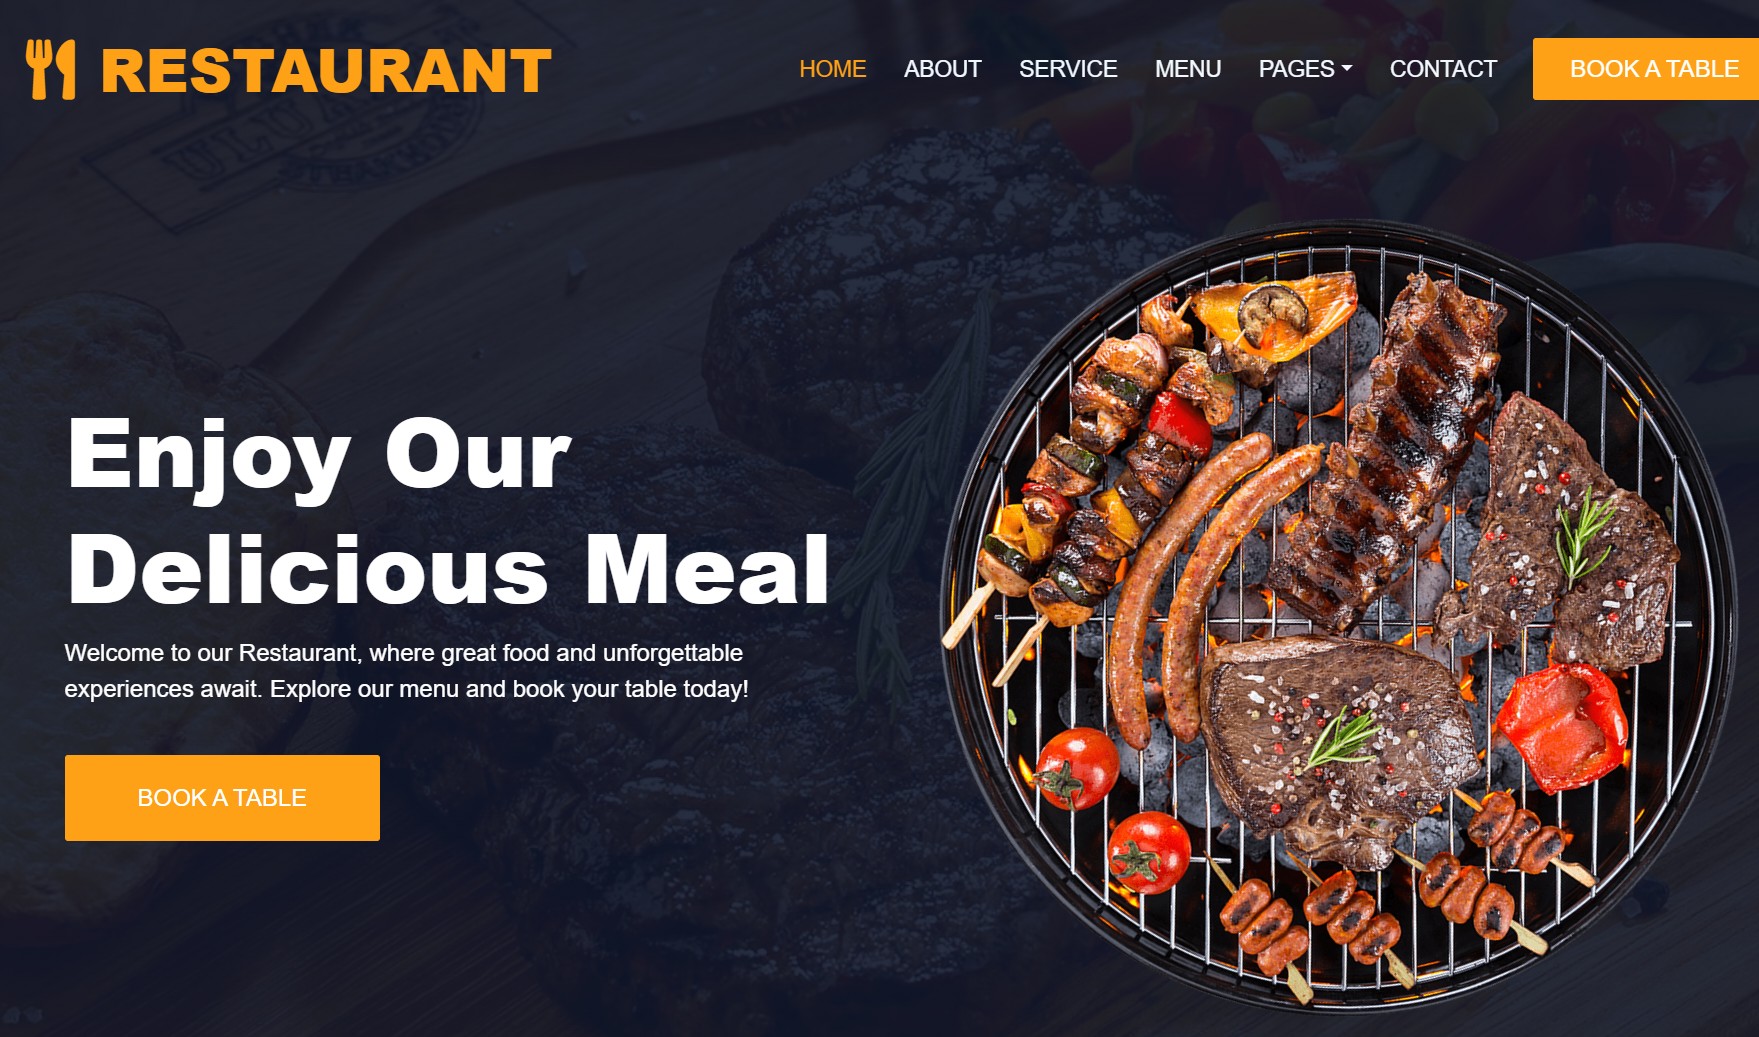 RESTAURANT
HOME ABOUT SERVICE MENU PAGES CONTACT BOOK A TABLE
Enjoy Our
Delicious Meal
Welcome to our Restaurant, where great food and unforgettable
experiences await. Explore our menu and book your table today!
BOOK A TABLE